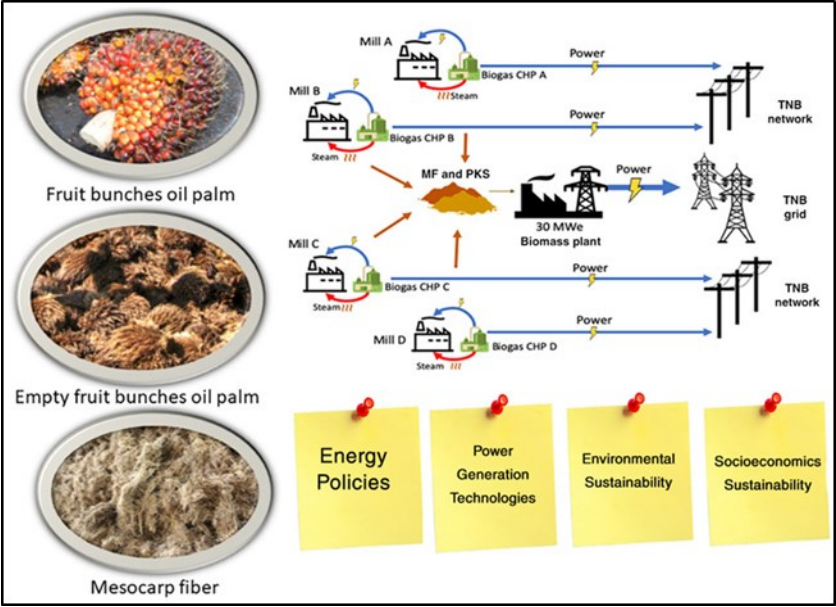 Fruit bunches oil palm
Empty fruit bunches oil palm
Mesocarp fiber
Mill A
Biogas CHP A
Steam
Power
Mill B
Biogas CHP B
Steam
Power
TNB
network
MF and PKS
30 MWe
Biomass plant
Power
TNB
grid
Mill C
Biogas CHP C
Steam
Power
Mill D
Biogas CHP D
Steam
Power
TNB
network
Energy
Policies
Power
Generation
Technologies
Environmental
Sustainability
Socioeconomics
Sustainability